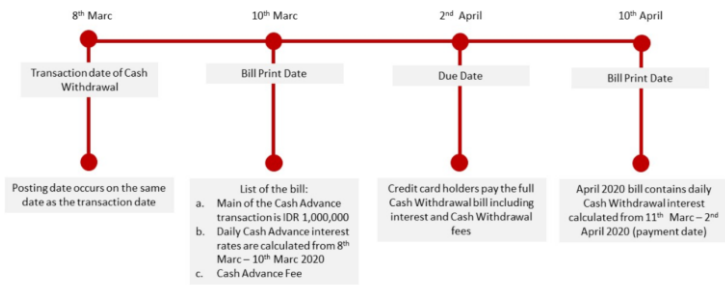 8th Marc
10th Marc
2nd April
10th April
Transaction date of Cash
Withdrawal
Bill Print Date
Due Date
Bill Print Date
Posting date occurs on the same
date as the transaction date
List of the bill:
a. Main of the Cash Advance
transaction is IDR 1,000,000
b. Daily Cash Advance interest
rates are calculated from 8th
Marc – 10th Marc 2020
c. Cash Advance Fee
Credit card holders pay the full
Cash Withdrawal bill including
interest and Cash Withdrawal
fees
April 2020 bill contains daily
Cash Withdrawal interest
calculated from 11th Marc – 2nd
April 2020 (payment date)